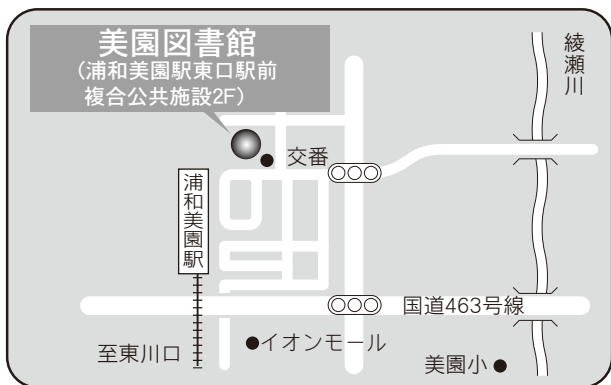 美園図書館
(浦和美園駅東口駅前
複合公共施設2F)
綾瀬川
交番
浦和美園駅
国道463号線
至東川口
●イオンモール
美園小●